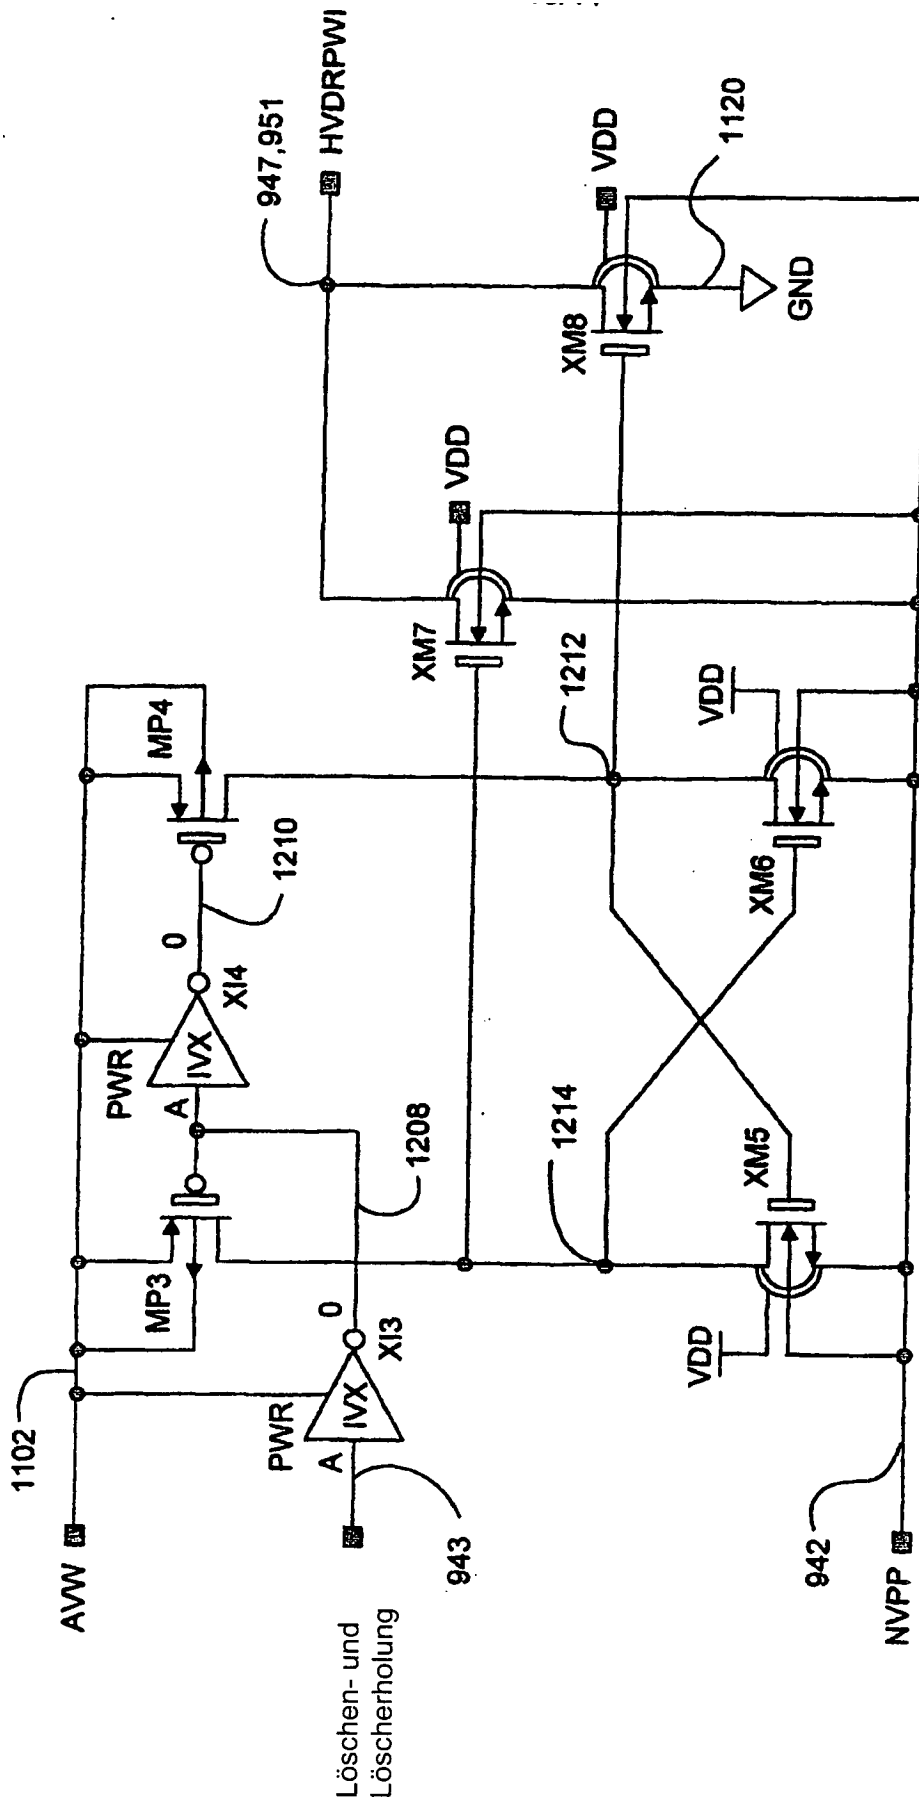 AVW
1102
Löschen- und
Löscherholung
943
PWR
A
IVX
XI3
0
1208
MP3
PWR
A
IVX
XI4
0
1210
MP4
947,951
HVDRPWI
XM7
VDD
XM8
VDD
1120
GND
1212
1214
VDD
XM5
VDD
XM6
942
NVPP